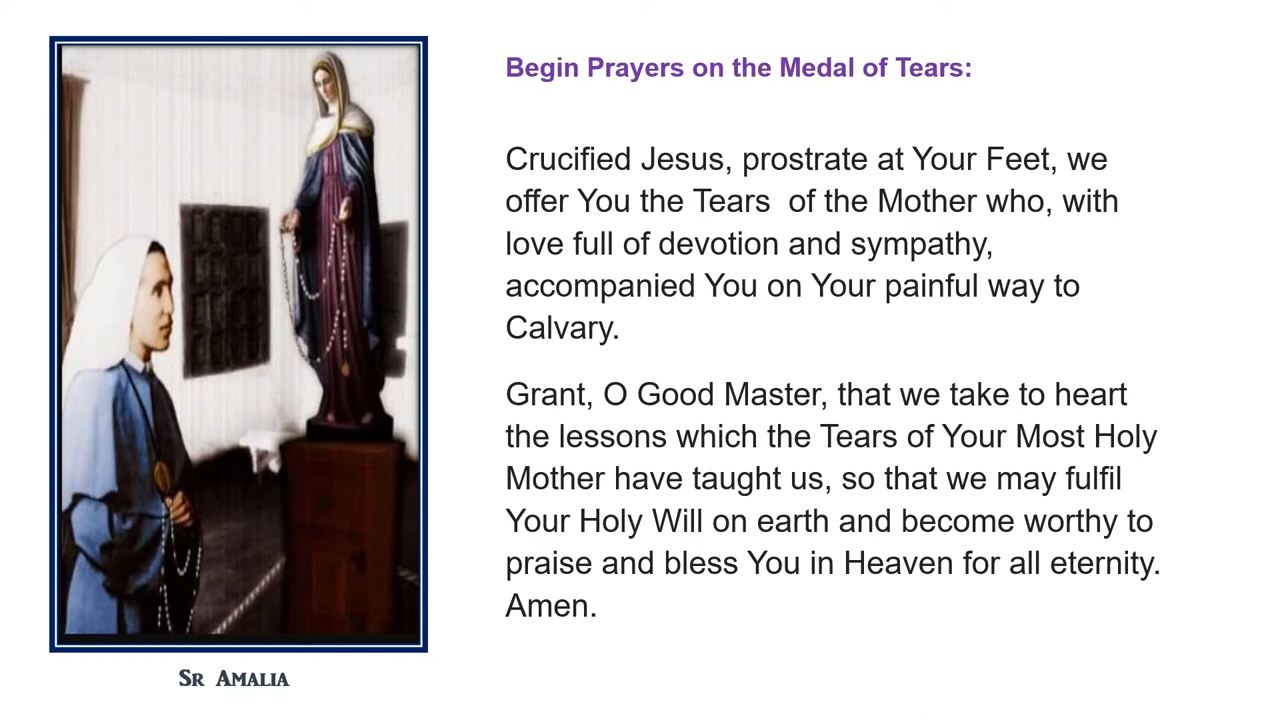 Begin Prayers on the Medal of Tears:
Crucified Jesus, prostrate at Your Feet, we
offer You the Tears  of the Mother who, with
love full of devotion and sympathy,
accompanied You on Your painful way to
Calvary.
Grant, O Good Master, that we take to heart
the lessons which the Tears of Your Most Holy
Mother have taught us, so that we may fulfil
Your Holy Will on earth and become worthy to
praise and bless You in Heaven for all eternity.
Amen.
Sr Amalia